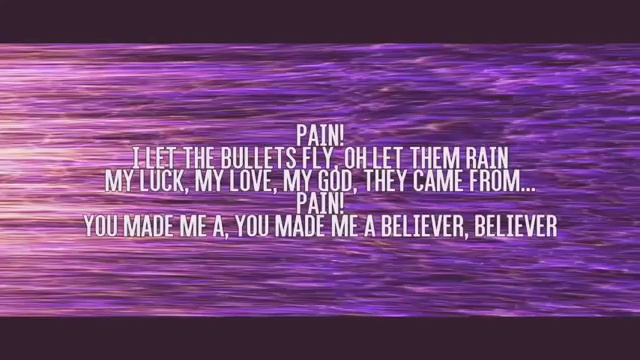 PAIN!
I LET THE BULLETS FLY, OH LET THEM RAIN
MY LUCK, MY LOVE, MY GOD, THEY CAME FROM...
PAIN!
YOU MADE ME A, YOU MADE ME A BELIEVER, BELIEVER